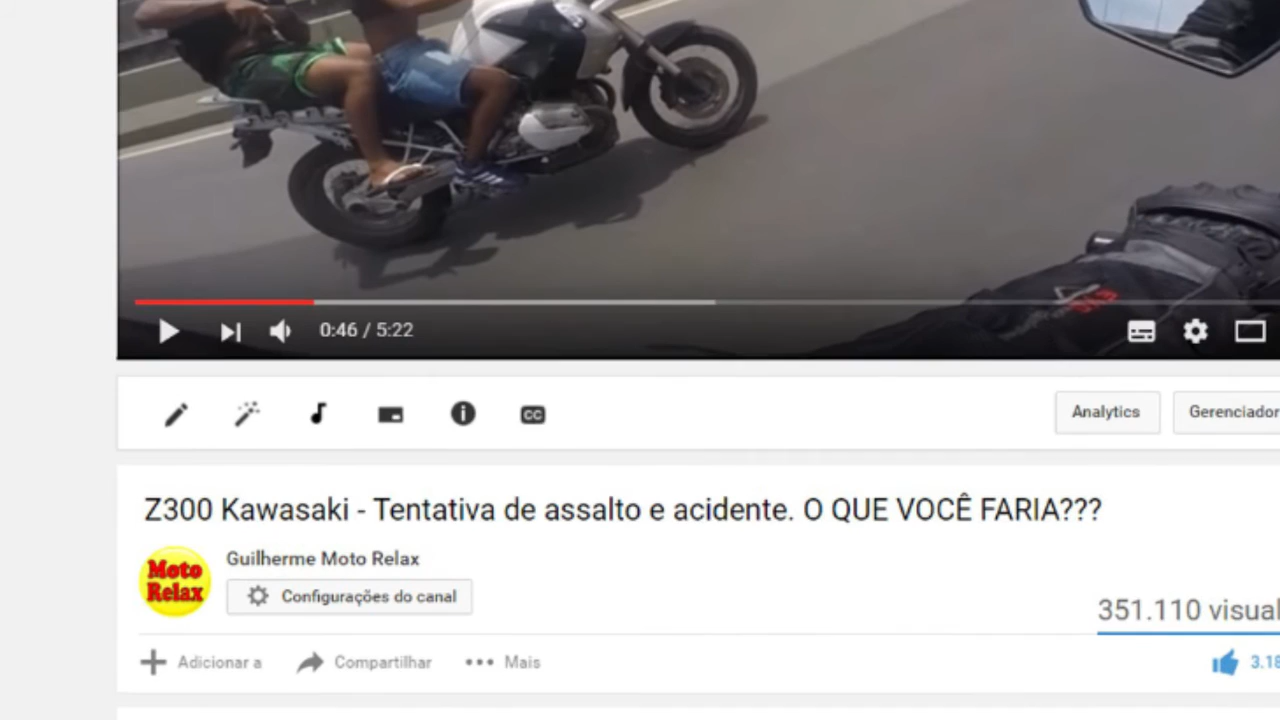 0:46 / 5:22
CC
Analytics
Gerenciador
Z300 Kawasaki - Tentativa de assalto e acidente. O QUE VOCÊ FARIA???
Moto
Relax
Guilherme Moto Relax
Configurações do canal
351.110 visual
Adicionar a
Compartilhar
Mais
3.18